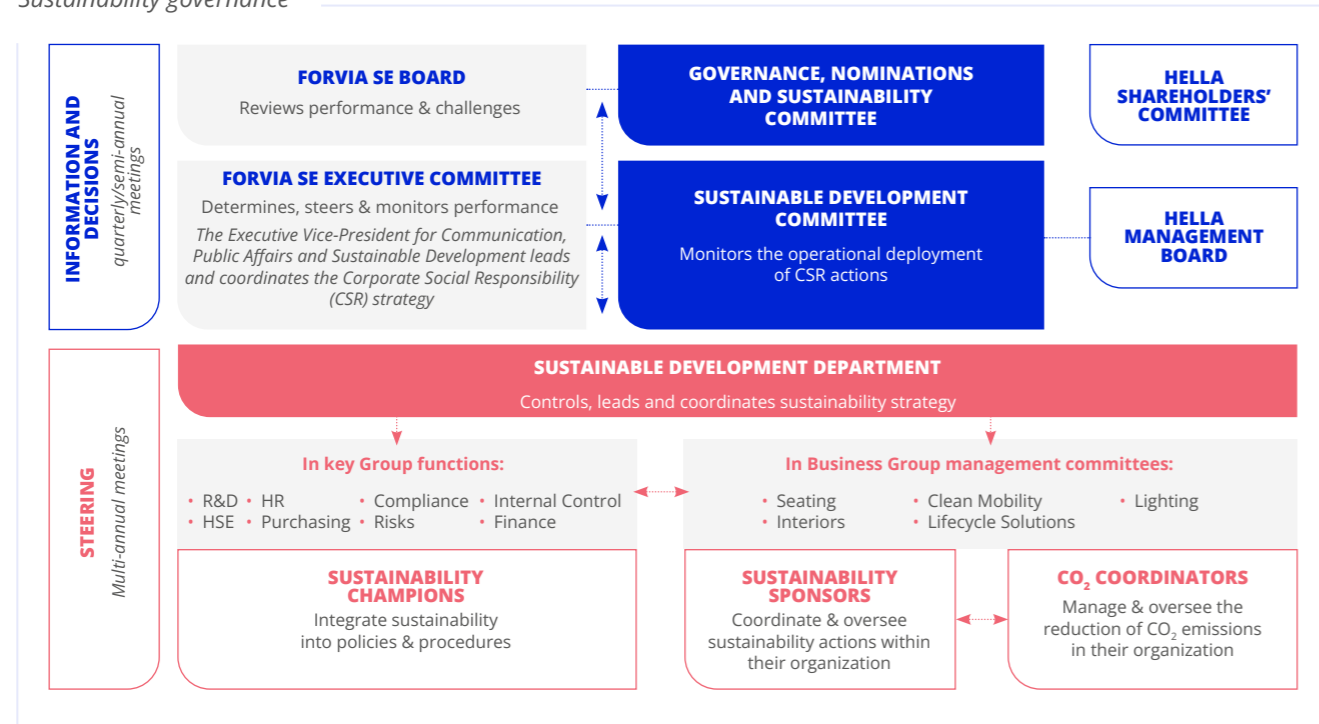 Sustainability governance
INFORMATION AND
DECISIONS
quarterly/semi-annual
meetings
FORVIA SE BOARD
Reviews performance & challenges
GOVERNANCE, NOMINATIONS
AND SUSTAINABILITY
COMMITTEE
HELLA
SHAREHOLDERS’
COMMITTEE
FORVIA SE EXECUTIVE COMMITTEE
Determines, steers & monitors performance
The Executive Vice-President for Communication,
Public Affairs and Sustainable Development leads
and coordinates the Corporate Social Responsibility
(CSR) strategy
SUSTAINABLE DEVELOPMENT
COMMITTEE
Monitors the operational deployment
of CSR actions
HELLA
MANAGEMENT
BOARD
STEERING
Multi-annual meetings
SUSTAINABLE DEVELOPMENT DEPARTMENT
Controls, leads and coordinates sustainability strategy
In key Group functions:
• R&D • HR • Compliance • Internal Control
• HSE • Purchasing • Risks • Finance
In Business Group management committees:
• Seating • Clean Mobility • Lighting
• Interiors • Lifecycle Solutions
SUSTAINABILITY
CHAMPIONS
Integrate sustainability
into policies & procedures
SUSTAINABILITY
SPONSORS
Coordinate & oversee
sustainability actions within
their organization
CO₂ COORDINATORS
Manage & oversee the
reduction of CO₂ emissions
in their organization